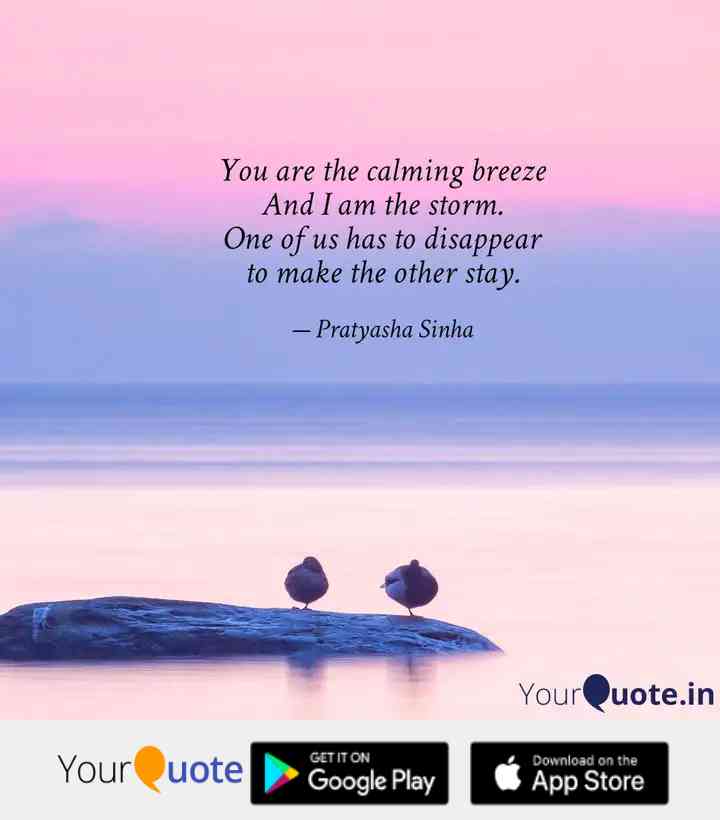 You are the calming breeze
And I am the storm.
One of us has to disappear
to make the other stay.
— Pratyasha Sinha
YourQuote.in
YourQuote
GET IT ON
Google Play
Download on the
App Store